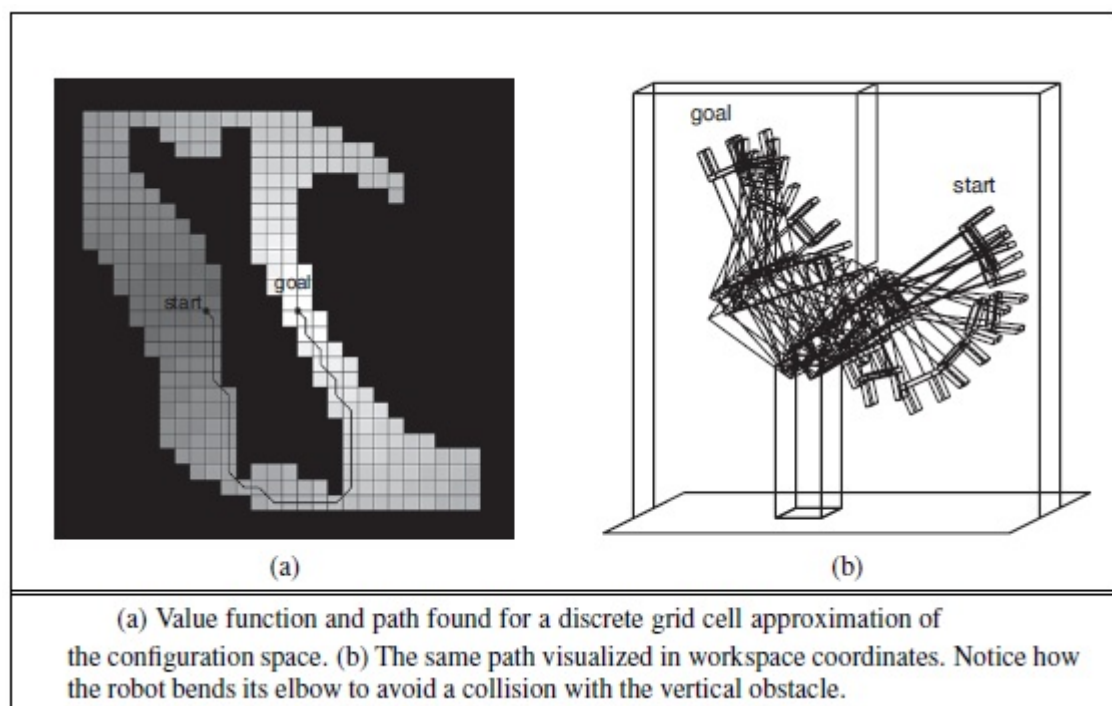 goal
start
goal
start
(a)
(b)
(a) Value function and path found for a discrete grid cell approximation of
the configuration space. (b) The same path visualized in workspace coordinates. Notice how
the robot bends its elbow to avoid a collision with the vertical obstacle.